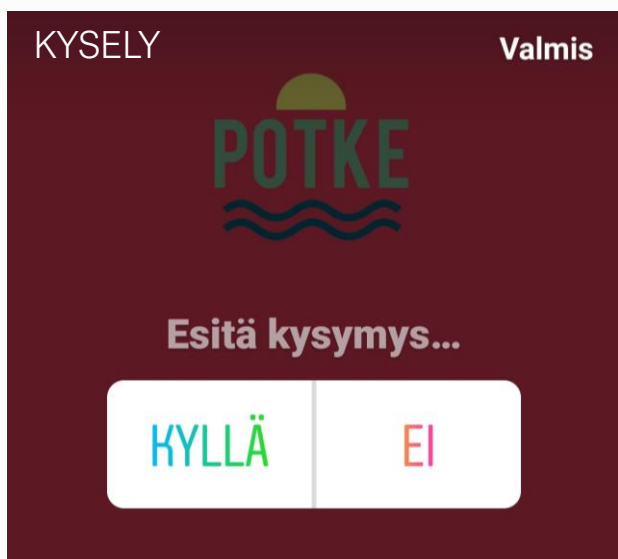 KYSELY
Valmis
POTKE
Esitä kysymys...
KYLLÄ
EI